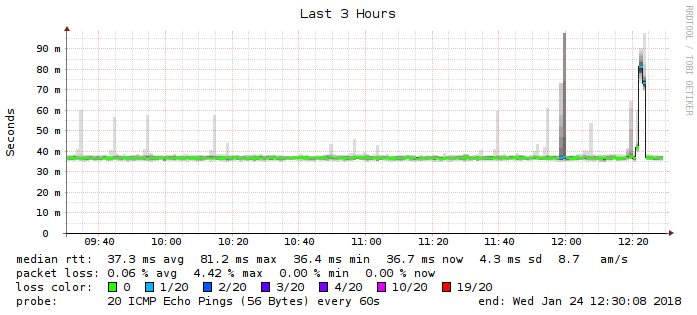 Last 3 Hours
RRDTOOL / TOBI OETIKER
Seconds
90 m
80 m
70 m
60 m
50 m
40 m
30 m
20 m
10 m
0
09:40 10:00 10:20 10:40 11:00 11:20 11:40 12:00 12:20
median rtt: 37.3 ms avg 81.2 ms max 36.4 ms min 36.7 ms now 4.3 ms sd 8.7 am/s
packet loss: 0.06 % avg 4.42 % max 0.00 % min 0.00 % now
loss color: 0 1/20 2/20 3/20 4/20 10/20 19/20
probe: 20 ICMP Echo Pings (56 Bytes) every 60s end: Wed Jan 24 12:30:08 2018